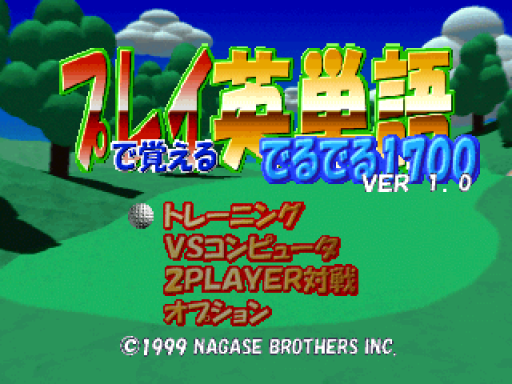 プレイ英単語
で覚える でるでる1700
VER 1.0
トレーニング
VSコンピュータ
2PLAYER対戦
オプション
©1999 NAGASE BROTHERS INC.